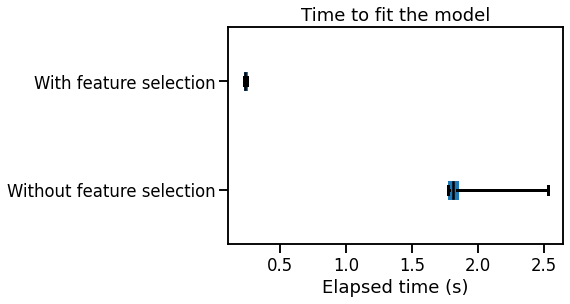 Time to fit the model
With feature selection
Without feature selection
0.5 1.0 1.5 2.0 2.5
Elapsed time (s)